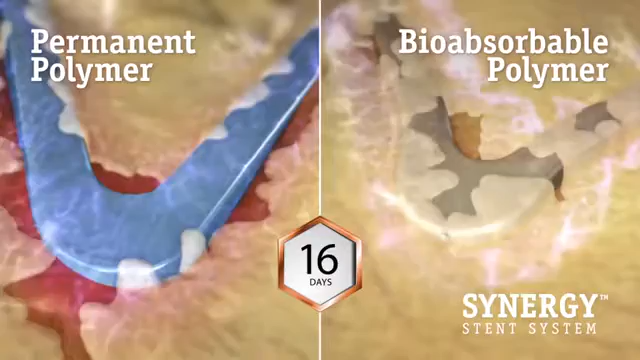 Permanent
Polymer
Bioabsorbable
Polymer
16
DAYS
SYNERGY™
STENT SYSTEM